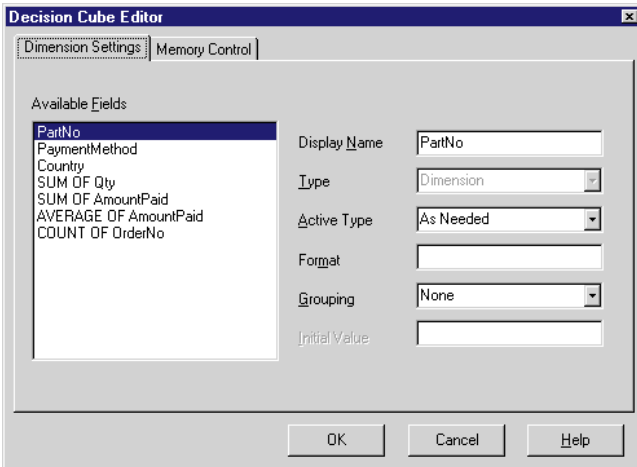 Decision Cube Editor
Dimension Settings Memory Control
Available Fields
PartNo
PaymentMethod
Country
SUM OF Qty
SUM OF AmountPaid
AVERAGE OF AmountPaid
COUNT OF OrderNo
Display Name PartNo
Type Dimension
Active Type As Needed
Format
Grouping None
Initial Value
OK Cancel Help